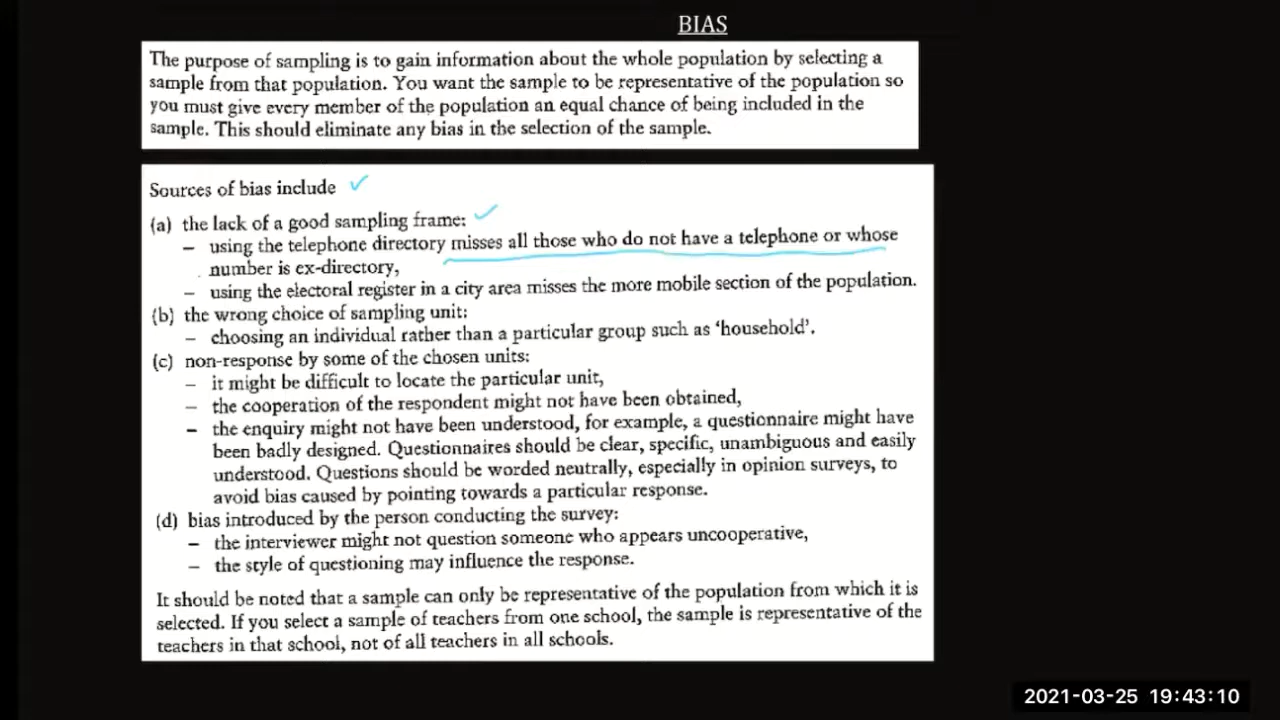 BIAS
The purpose of sampling is to gain information about the whole population by selecting a
sample from that population. You want the sample to be representative of the population so
you must give every member of the population an equal chance of being included in the
sample. This should eliminate any bias in the selection of the sample.
Sources of bias include
(a) the lack of a good sampling frame:
– using the telephone directory misses all those who do not have a telephone or whose
number is ex-directory,
– using the electoral register in a city area misses the more mobile section of the population.
(b) the wrong choice of sampling unit:
– choosing an individual rather than a particular group such as ‘household’.
(c) non-response by some of the chosen units:
– it might be difficult to locate the particular unit,
– the cooperation of the respondent might not have been obtained,
– the enquiry might not have been understood, for example, a questionnaire might have
been badly designed. Questionnaires should be clear, specific, unambiguous and easily
understood. Questions should be worded neutrally, especially in opinion surveys, to
avoid bias caused by pointing towards a particular response.
(d) bias introduced by the person conducting the survey:
– the interviewer might not question someone who appears uncooperative,
– the style of questioning may influence the response.
It should be noted that a sample can only be representative of the population from which it is
selected. If you select a sample of teachers from one school, the sample is representative of the
teachers in that school, not of all teachers in all schools.
2021-03-25 19:43:10